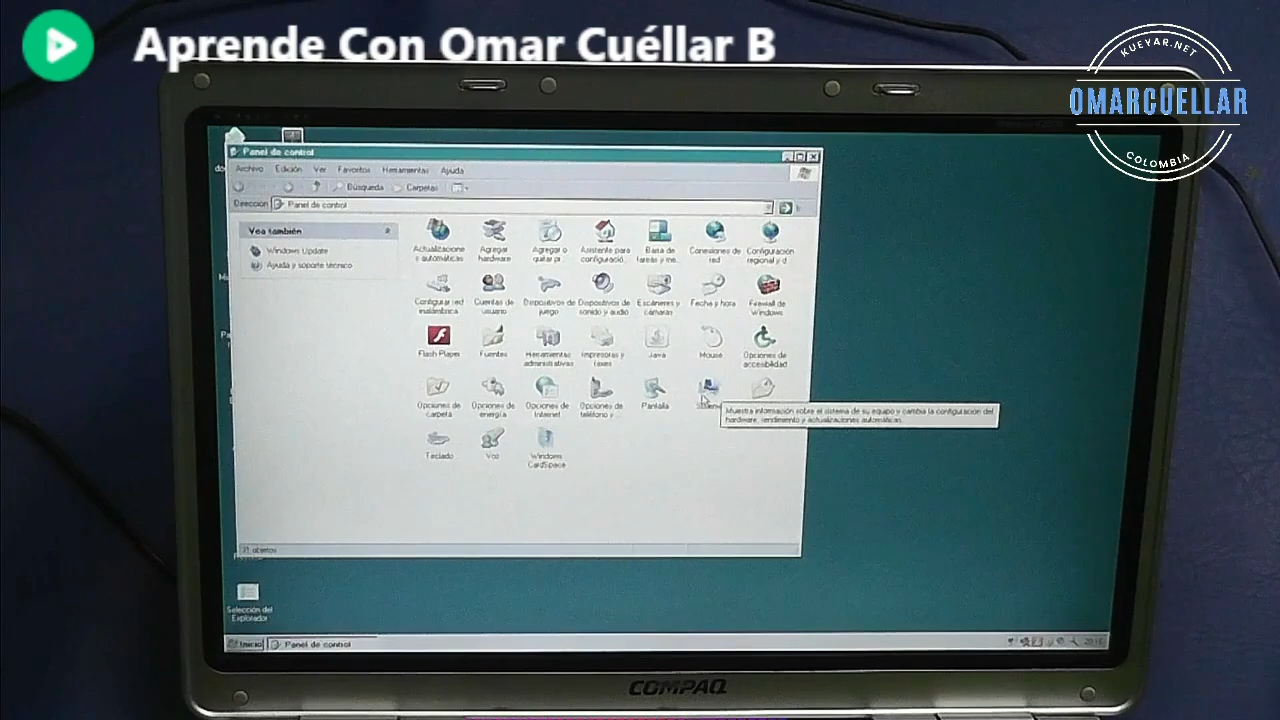 Aprende Con Omar Cuéllar B
KUEYAR.NET
OMARCUELLAR
COLOMBIA
Panel de control
Archivo Edición Ver Favoritos Herramientas Ayuda
Búsqueda Carpetas
Dirección Panel de control
Vea también
Windows Update
Ayuda y soporte técnico
Actualizaciones automáticas
Agregar hardware
Agregar o quitar pr...
Asistente para configuració...
Barra de tareas y me...
Conexiones de red
Configuración regional y d...
Configurar red inalámbrica
Cuentas de usuario
Dispositivos de juego
Dispositivos de sonido y audio
Escáneres y cámaras
Fecha y hora
Firewall de Windows
Flash Player
Fuentes
Herramientas administrativas
Impresoras y faxes
Java
Mouse
Opciones de accesibilidad
Opciones de carpeta
Opciones de energía
Opciones de Internet
Opciones de teléfono y ...
Pantalla
Muestra información sobre el sistema de su equipo y cambia la configuración del
hardware, rendimiento y actualizaciones automáticas.
Teclado
Voz
Windows CardSpace
31 objetos
Selección del
Explorador
Inicio Panel de control
COMPAQ